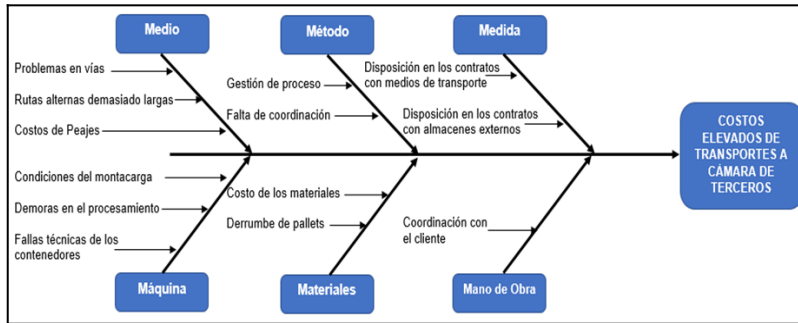 Medio
Método
Medida
Problemas en vías
Rutas alternas demasiado largas
Costos de Peajes
Gestión de proceso
Falta de coordinación
Disposición en los contratos
con medios de transporte
Disposición en los contratos
con almacenes externos
COSTOS
ELEVADOS DE
TRANSPORTES A
CÁMARA DE
TERCEROS
Condiciones del montacarga
Demoras en el procesamiento
Fallas técnicas de los
contenedores
Costo de los materiales
Derrumbe de pallets
Coordinación con
el cliente
Máquina
Materiales
Mano de Obra